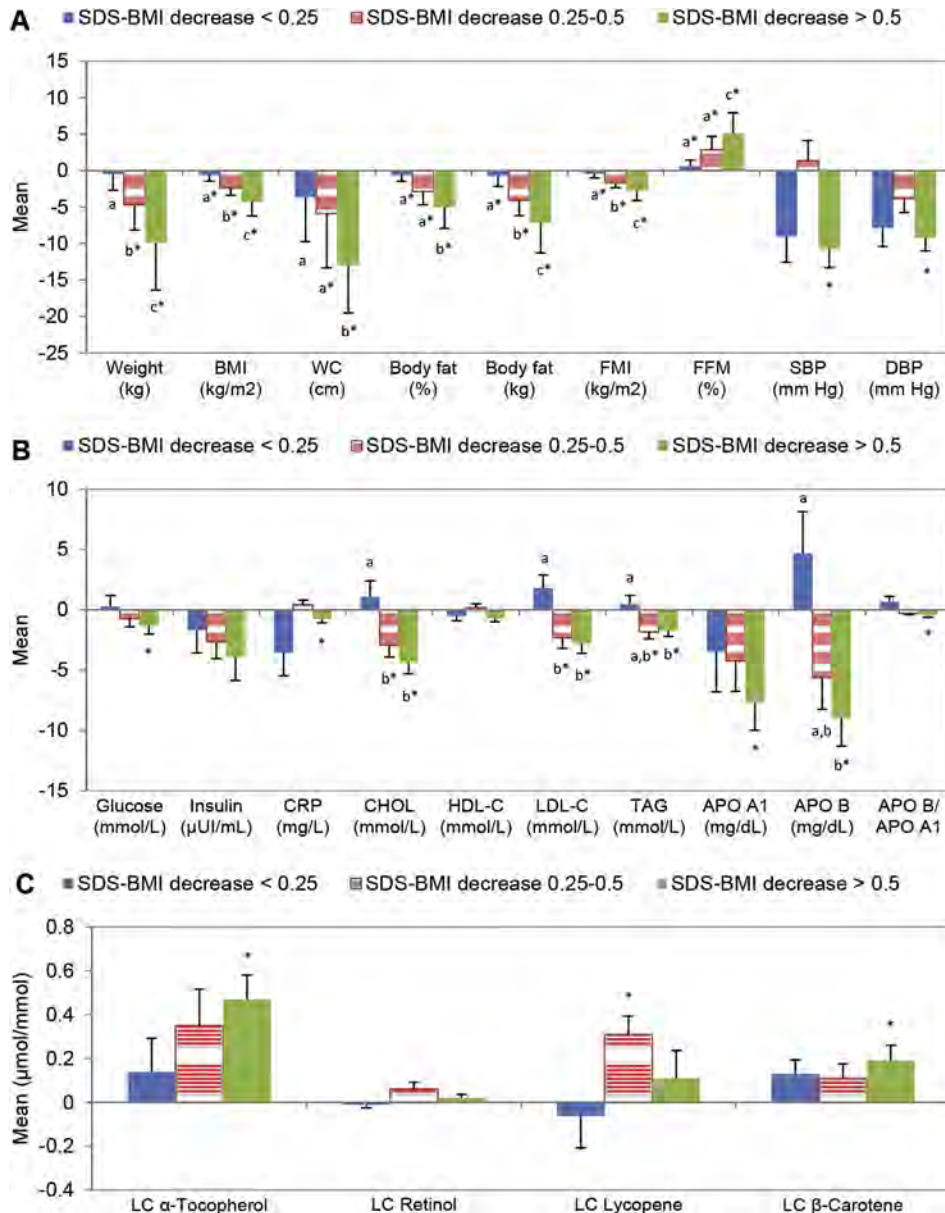 A
SDS-BMI decrease < 0.25 SDS-BMI decrease 0.25-0.5 SDS-BMI decrease > 0.5
15
10
5
0
-5
-10
-15
-20
-25
Mean
a b* c* a* b* c* a a* b* a* a* b* a* b* c* a* b* c* a* a* c* * *
Weight BMI WC Body fat Body fat FMI FFM SBP DBP
(kg) (kg/m2) (cm) (%) (kg) (kg/m2) (%) (mm Hg) (mm Hg)
B
SDS-BMI decrease < 0.25 SDS-BMI decrease 0.25-0.5 SDS-BMI decrease > 0.5
10
5
0
-5
-10
-15
Mean
* * a b* b* a b* b* a a,b* b* * a a,b b* *
Glucose Insulin CRP CHOL HDL-C LDL-C TAG APO A1 APO B APO B/
(mmol/L) (µUI/mL) (mg/L) (mmol/L) (mmol/L) (mmol/L) (mmol/L) (mg/dL) (mg/dL) APO A1
C
SDS-BMI decrease < 0.25 SDS-BMI decrease 0.25-0.5 SDS-BMI decrease > 0.5
0.8
0.6
0.4
0.2
0
-0.2
-0.4
Mean (µmol/mmol)
* * *
LC α-Tocopherol LC Retinol LC Lycopene LC β-Carotene